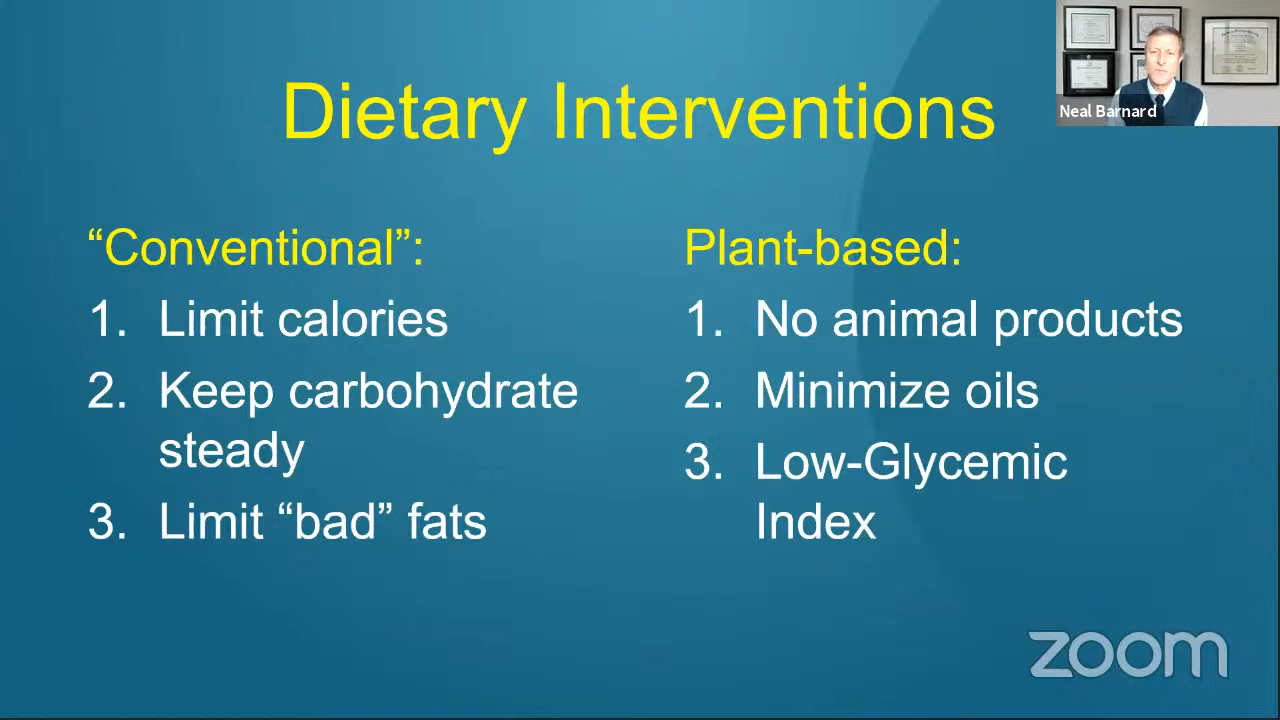 Neal Barnard
Dietary Interventions
“Conventional”:
1. Limit calories
2. Keep carbohydrate
steady
3. Limit “bad” fats
Plant-based:
1. No animal products
2. Minimize oils
3. Low-Glycemic
Index
zoom